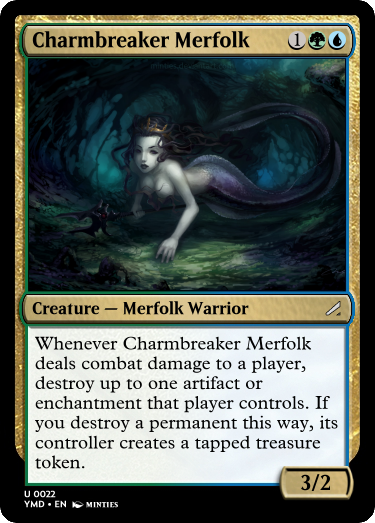 Charmbreaker Merfolk 1
Creature — Merfolk Warrior
Whenever Charmbreaker Merfolk
deals combat damage to a player,
destroy up to one artifact or
enchantment that player controls. If
you destroy a permanent this way, its
controller creates a tapped treasure
token.
3/2
U 0022
YMD • EN MINTIES